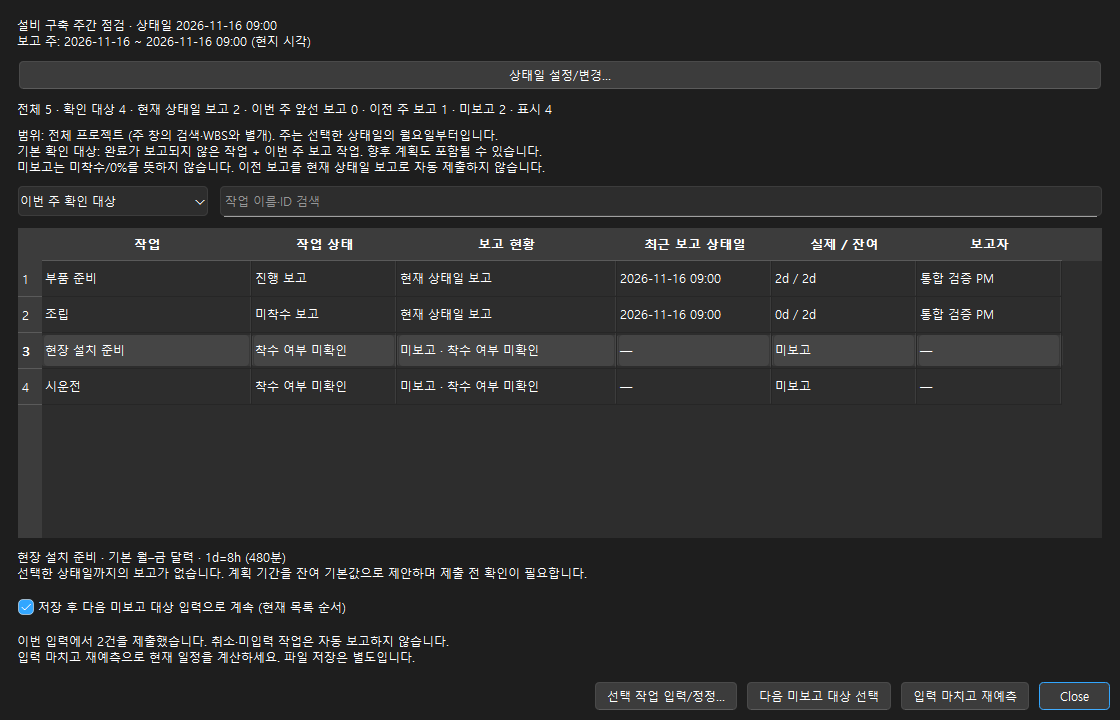 설비 구축 주간 점검 · 상태일 2026-11-16 09:00
보고 주: 2026-11-16 ~ 2026-11-16 09:00 (현지 시각)
상태일 설정/변경...
전체 5 · 확인 대상 4 · 현재 상태일 보고 2 · 이번 주 앞선 보고 0 · 이전 주 보고 1 · 미보고 2 · 표시 4
범위: 전체 프로젝트 (주 창의 검색·WBS와 별개). 주는 선택한 상태일의 월요일부터입니다.
기본 확인 대상: 완료가 보고되지 않은 작업 + 이번 주 보고 작업. 향후 계획도 포함될 수 있습니다.
미보고는 미착수/0%를 뜻하지 않습니다. 이전 보고를 현재 상태일 보고로 자동 제출하지 않습니다.
이번 주 확인 대상 작업 이름·ID 검색
작업 작업 상태 보고 현황 최근 보고 상태일 실제 / 잔여 보고자
1 부품 준비 진행 보고 현재 상태일 보고 2026-11-16 09:00 2d / 2d 통합 검증 PM
2 조립 미착수 보고 현재 상태일 보고 2026-11-16 09:00 0d / 2d 통합 검증 PM
3 현장 설치 준비 착수 여부 미확인 미보고 · 착수 여부 미확인 — 미보고 —
4 시운전 착수 여부 미확인 미보고 · 착수 여부 미확인 — 미보고 —
현장 설치 준비 · 기본 월–금 달력 · 1d=8h (480분)
선택한 상태일까지의 보고가 없습니다. 계획 기간을 잔여 기본값으로 제안하며 제출 전 확인이 필요합니다.
저장 후 다음 미보고 대상 입력으로 계속 (현재 목록 순서)
이번 입력에서 2건을 제출했습니다. 취소·미입력 작업은 자동 보고하지 않습니다.
입력 마치고 재예측으로 현재 일정을 계산하세요. 파일 저장은 별도입니다.
선택 작업 입력/정정... 다음 미보고 대상 선택 입력 마치고 재예측 Close